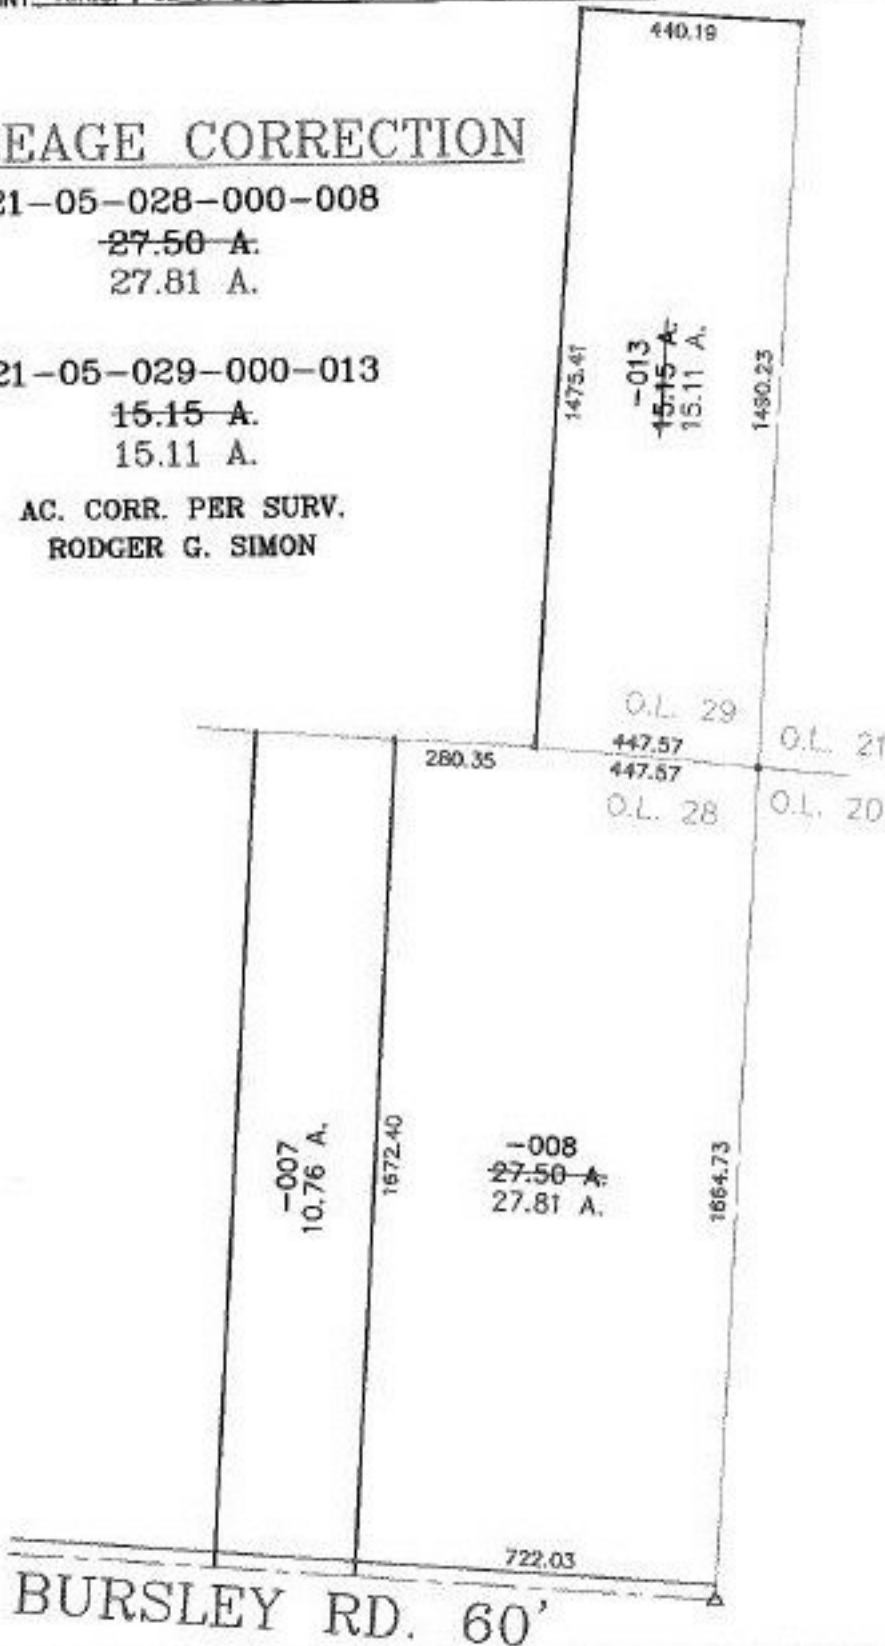 440.19
EAGE CORRECTION
21-05-028-000-008
27.50 A.
27.81 A.
21-05-029-000-013
15.15 A.
15.11 A.
AC. CORR. PER SURV.
RODGER G. SIMON
1475.41
-013
15.15 A.
15.11 A.
1490.23
O.L. 29
O.L. 21
447.57
280.35
447.57
O.L. 28
O.L. 20
-007
10.76 A.
1672.40
-008
27.50 A.
27.81 A.
1664.73
722.03
BURSLEY RD. 60'